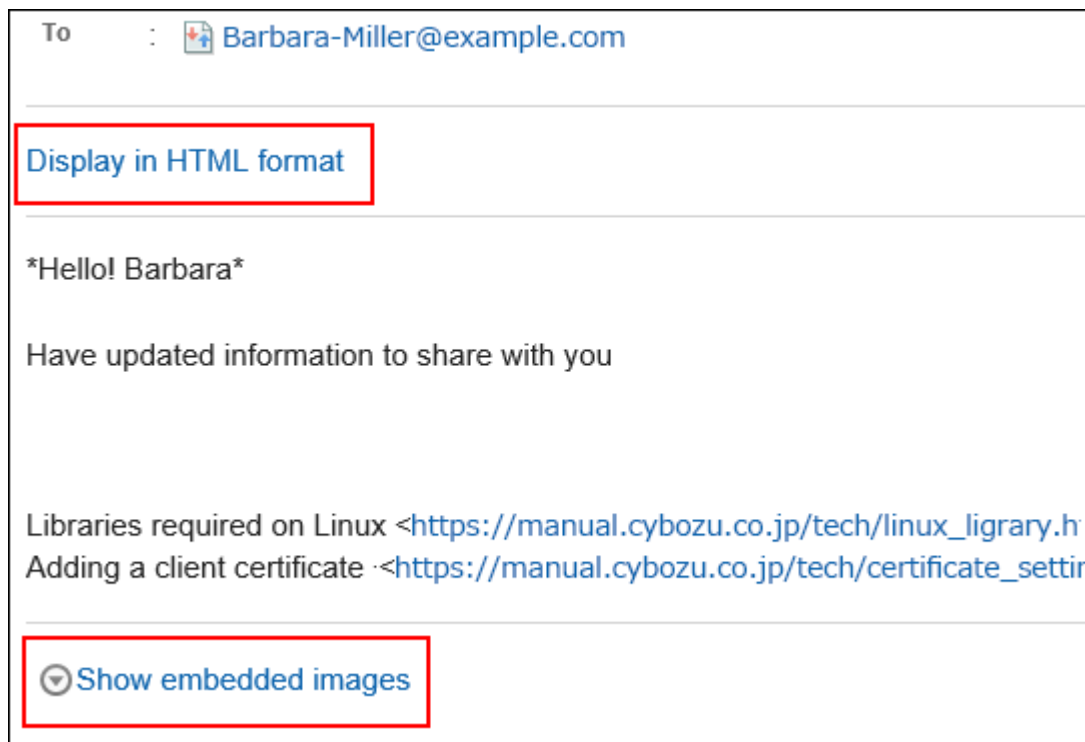 To : Barbara-Miller@example.com
Display in HTML format
*Hello! Barbara*
Have updated information to share with you
Libraries required on Linux <https://manual.cybozu.co.jp/tech/linux_ligrary.h
Adding a client certificate <https://manual.cybozu.co.jp/tech/certificate_settin
Show embedded images